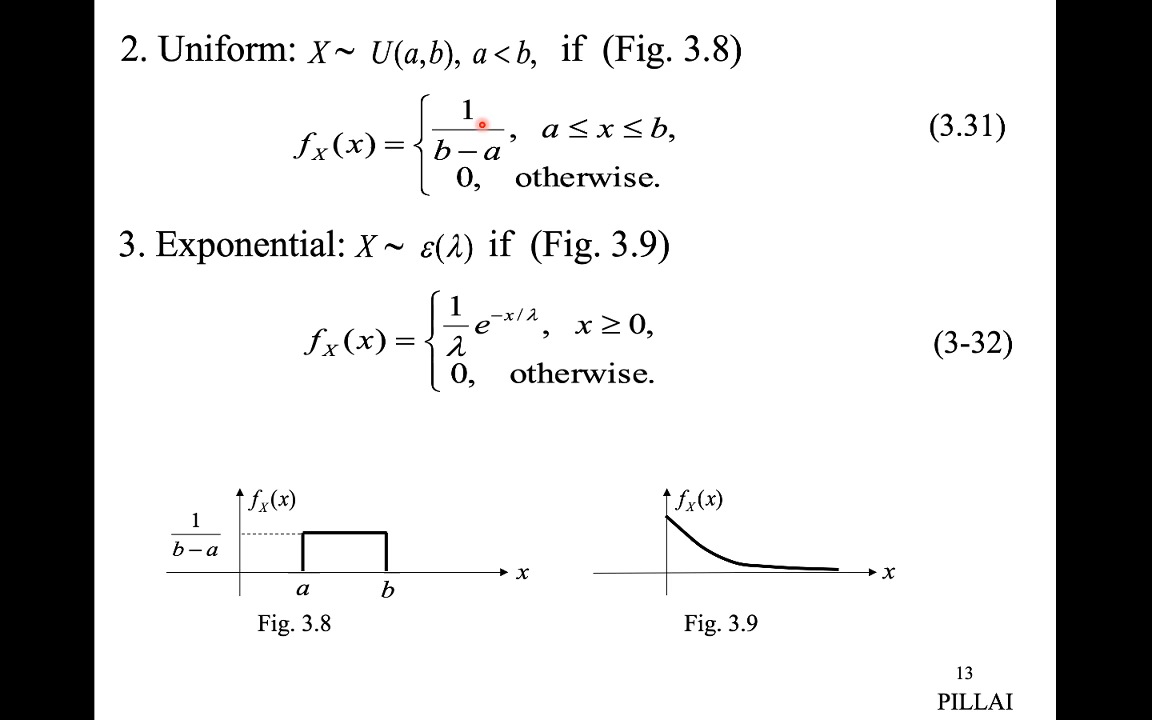 2. Uniform: X ~ U(a,b), a < b, if (Fig. 3.8)
f_X(x) = { 1/(b − a), a ≤ x ≤ b, (3.31)
0, otherwise.
3. Exponential: X ~ ε(λ) if (Fig. 3.9)
f_X(x) = { 1/λ e^{−x/λ}, x ≥ 0, (3-32)
0, otherwise.
f_X(x)
1/(b − a)
x
a b
Fig. 3.8
f_X(x)
x
Fig. 3.9
13
PILLAI